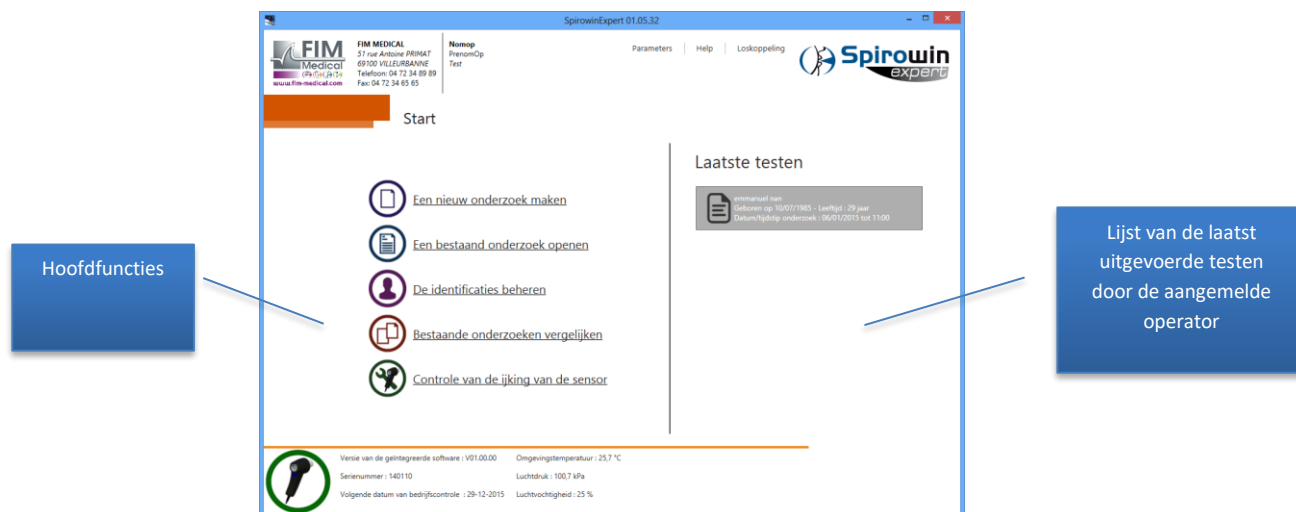 SpirowinExpert 01.05.32
FIM
Medical
www.fim-medical.com
FIM MEDICAL
51 rue Antoine PRIMAT
69100 VILLEURBANNE
Telefoon: 04 72 34 89 89
Fax: 04 72 34 65 65
Nomop
PrenomOp
Test
Parameters | Help | Loskoppeling
Spirowin
expert
Start
Een nieuw onderzoek maken
Een bestaand onderzoek openen
De identificaties beheren
Bestaande onderzoeken vergelijken
Controle van de ijking van de sensor
Laatste testen
emmanuel nan
Geboren op 10/07/1985 - Leeftijd : 29 jaar
Datum/tijdstip onderzoek : 06/01/2015 tot 11:00
Hoofdfuncties
Lijst van de laatst
uitgevoerde testen
door de aangemelde
operator
Versie van de geïntegreerde software : V01.00.00
Omgevingstemperatuur : 25,7 °C
Serienummer : 140110
Luchtdruk : 100,7 kPa
Volgende datum van bedrijfscontrole : 29-12-2015
Luchtvochtigheid : 25 %